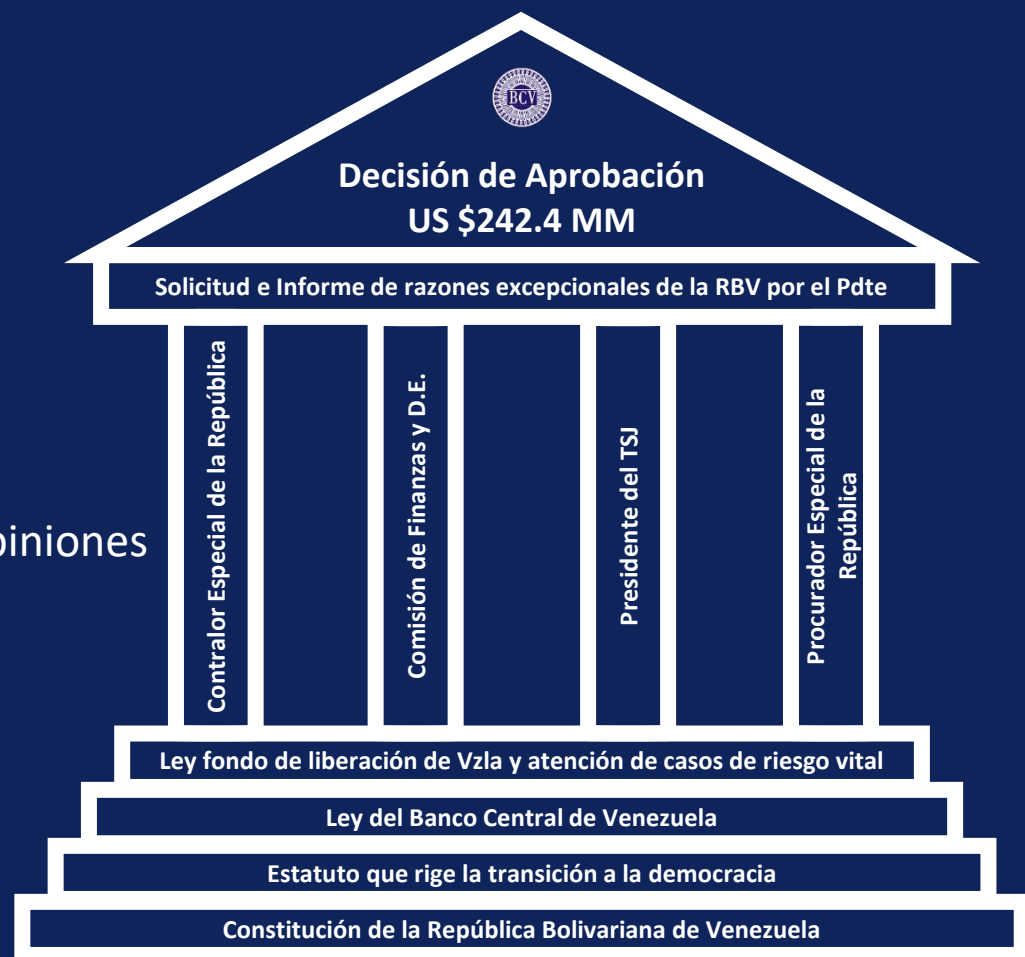 BCV
Decisión de Aprobación
US $242.4 MM
Solicitud e Informe de razones excepcionales de la RBV por el Pdte
piniones
Contralor Especial de la República
Comisión de Finanzas y D.E.
Presidente del TSJ
Procurador Especial de la
República
Ley fondo de liberación de Vzla y atención de casos de riesgo vital
Ley del Banco Central de Venezuela
Estatuto que rige la transición a la democracia
Constitución de la República Bolivariana de Venezuela